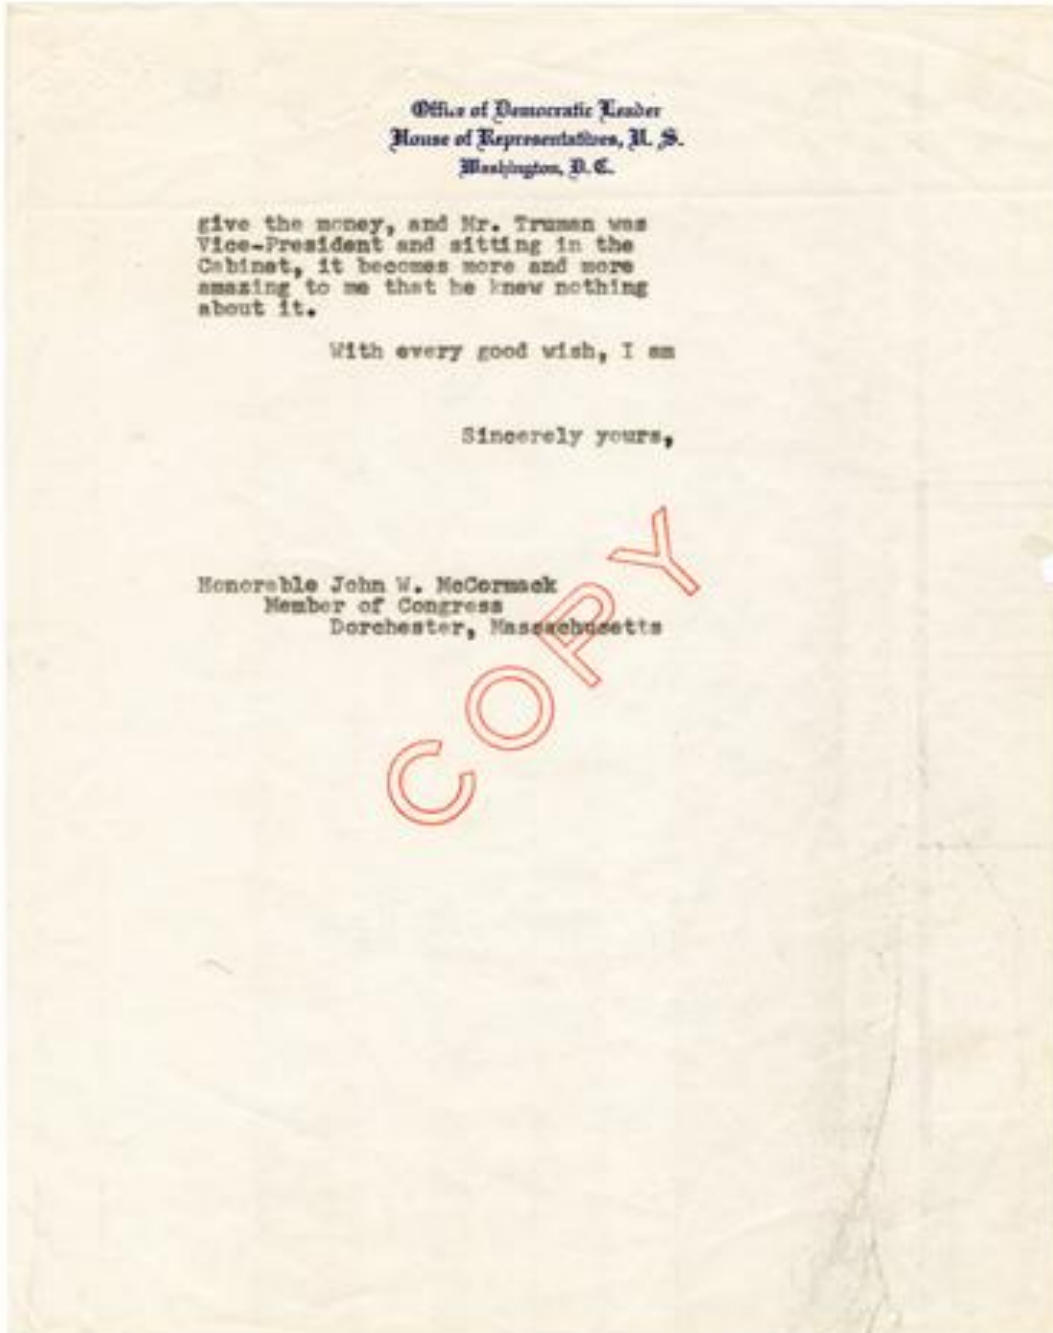 Office of Democratic Leader
House of Representatives, U. S.
Washington, D. C.
give the money, and Mr. Truman was
Vice-President and sitting in the
Cabinet, it becomes more and more
amazing to me that he knew nothing
about it.
With every good wish, I am
Sincerely yours,
Honorable John W. McCormack
Member of Congress
Dorchester, Massachusetts
COPY